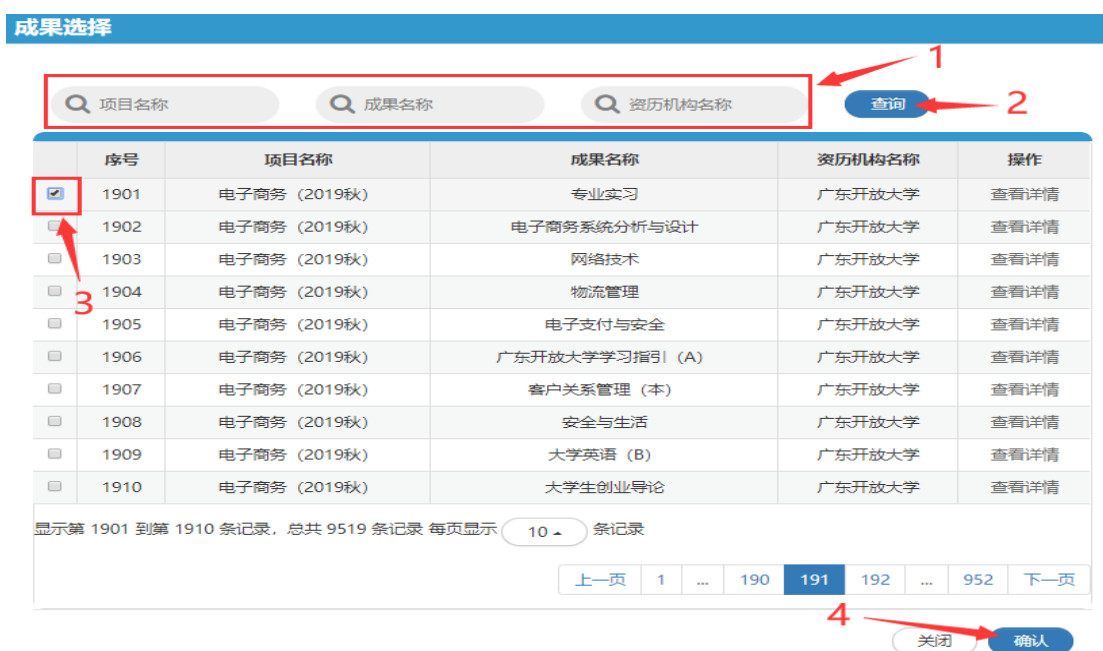 成果选择
1
项目名称 成果名称 资历机构名称 查询 2
序号 项目名称 成果名称 资历机构名称 操作
1901 电子商务（2019秋） 专业实习 广东开放大学 查看详情
1902 电子商务（2019秋） 电子商务系统分析与设计 广东开放大学 查看详情
1903 电子商务（2019秋） 网络技术 广东开放大学 查看详情
3
1904 电子商务（2019秋） 物流管理 广东开放大学 查看详情
1905 电子商务（2019秋） 电子支付与安全 广东开放大学 查看详情
1906 电子商务（2019秋） 广东开放大学学习指引（A） 广东开放大学 查看详情
1907 电子商务（2019秋） 客户关系管理（本） 广东开放大学 查看详情
1908 电子商务（2019秋） 安全与生活 广东开放大学 查看详情
1909 电子商务（2019秋） 大学英语（B） 广东开放大学 查看详情
1910 电子商务（2019秋） 大学生创业导论 广东开放大学 查看详情
显示第 1901 到第 1910 条记录，总共 9519 条记录 每页显示 10 条记录
上一页 1 ... 190 191 192 ... 952 下一页
4
关闭 确认